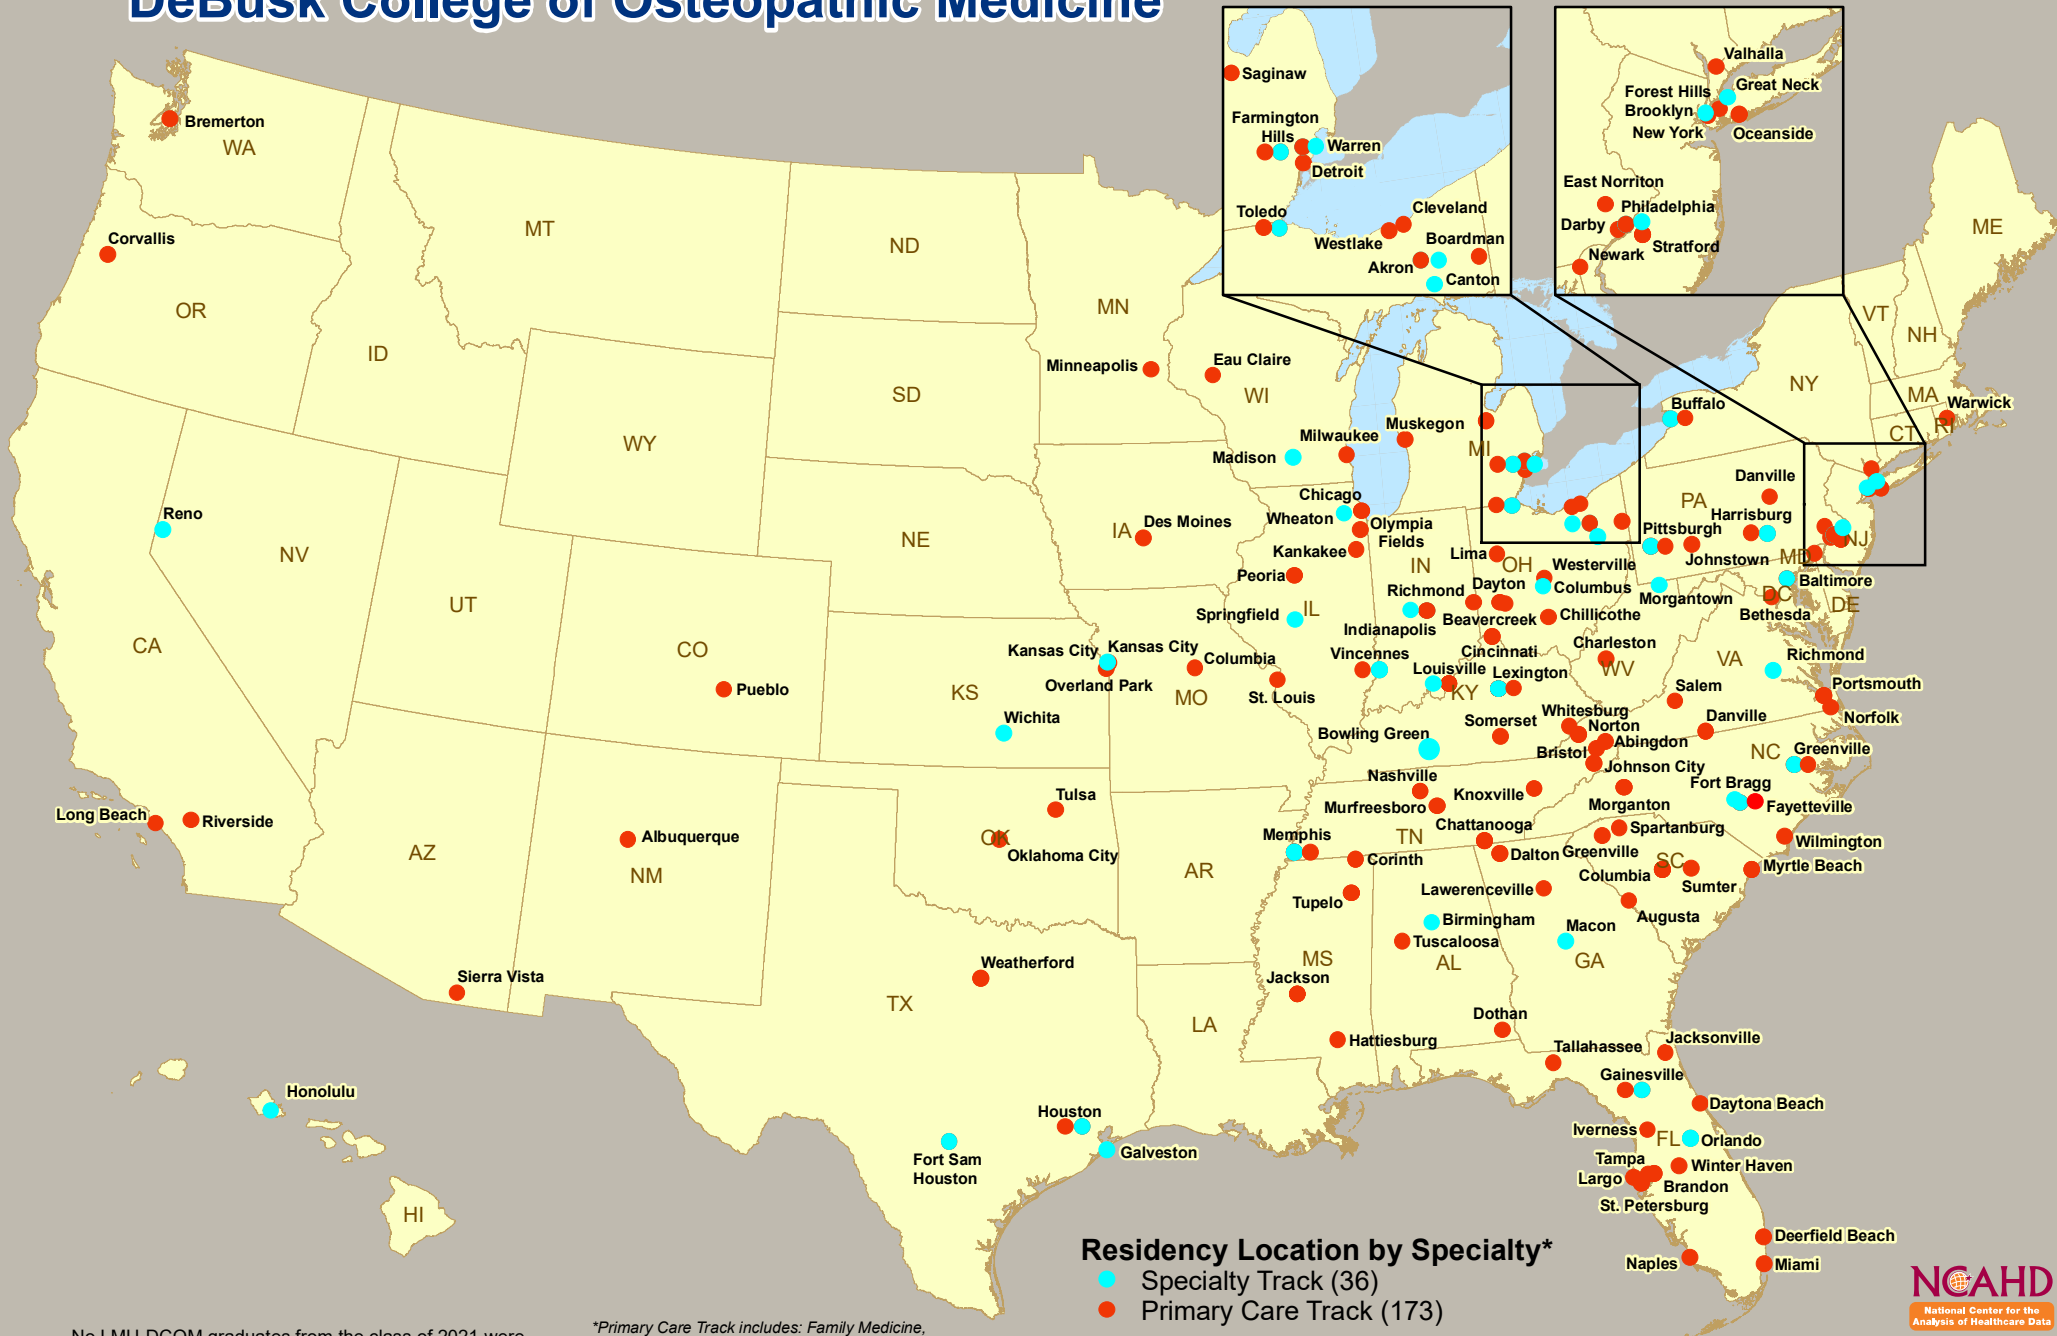 DeBusk College of Osteopathic Medicine
Saginaw
Farmington
Hills
Warren
Detroit
Toledo
Cleveland
Westlake
Boardman
Akron
Canton
Valhalla
Great Neck
Forest Hills
Brooklyn
New York
Oceanside
East Norriton
Philadelphia
Darby
Stratford
Newark
Bremerton
WA
Corvallis
OR
ID
MT
ND
MN
SD
WY
Minneapolis
Eau Claire
WI
ME
VT
NH
NY
MA
Warwick
CT
RI
Buffalo
Muskegon
Milwaukee
MI
Madison
Reno
NV
UT
CA
NE
IA
Des Moines
Chicago
Wheaton
Olympia
Fields
Kankakee
Peoria
IL
Springfield
IN
Lima
OH
Westerville
Columbus
Richmond
Dayton
Indianapolis
Beavercreek
Chillicothe
Cincinnati
Danville
PA
Harrisburg
Pittsburgh
Johnstown
NJ
MD
Baltimore
Morgantown
DC
Bethesda
DE
Charleston
WV
VA
Richmond
Portsmouth
Norfolk
Salem
Danville
CO
Pueblo
KS
Kansas City
Kansas City
Overland Park
Wichita
Columbia
MO
St. Louis
Vincennes
Louisville
Lexington
KY
Somerset
Whitesburg
Norton
Abingdon
Bristol
Johnson City
Bowling Green
Nashville
Murfreesboro
Knoxville
Chattanooga
TN
Memphis
Corinth
Tupelo
NC
Greenville
Fort Bragg
Fayetteville
Morganton
Wilmington
Spartanburg
Greenville
SC
Columbia
Sumter
Myrtle Beach
Dalton
Lawerenceville
Augusta
Macon
GA
Birmingham
Tuscaloosa
AL
Dothan
MS
Jackson
Hattiesburg
LA
AR
Tulsa
OK
Oklahoma City
Long Beach
Riverside
AZ
Sierra Vista
NM
Albuquerque
TX
Weatherford
Houston
Galveston
Fort Sam
Houston
Honolulu
HI
Tallahassee
Jacksonville
Gainesville
Daytona Beach
Iverness
FL
Orlando
Tampa
Winter Haven
Largo
Brandon
St. Petersburg
Deerfield Beach
Naples
Miami
Residency Location by Specialty*
Specialty Track (36)
Primary Care Track (173)
*Primary Care Track includes: Family Medicine,
No LMU-DCOM graduates from the class of 2021 were
NCAHD
National Center for the
Analysis of Healthcare Data